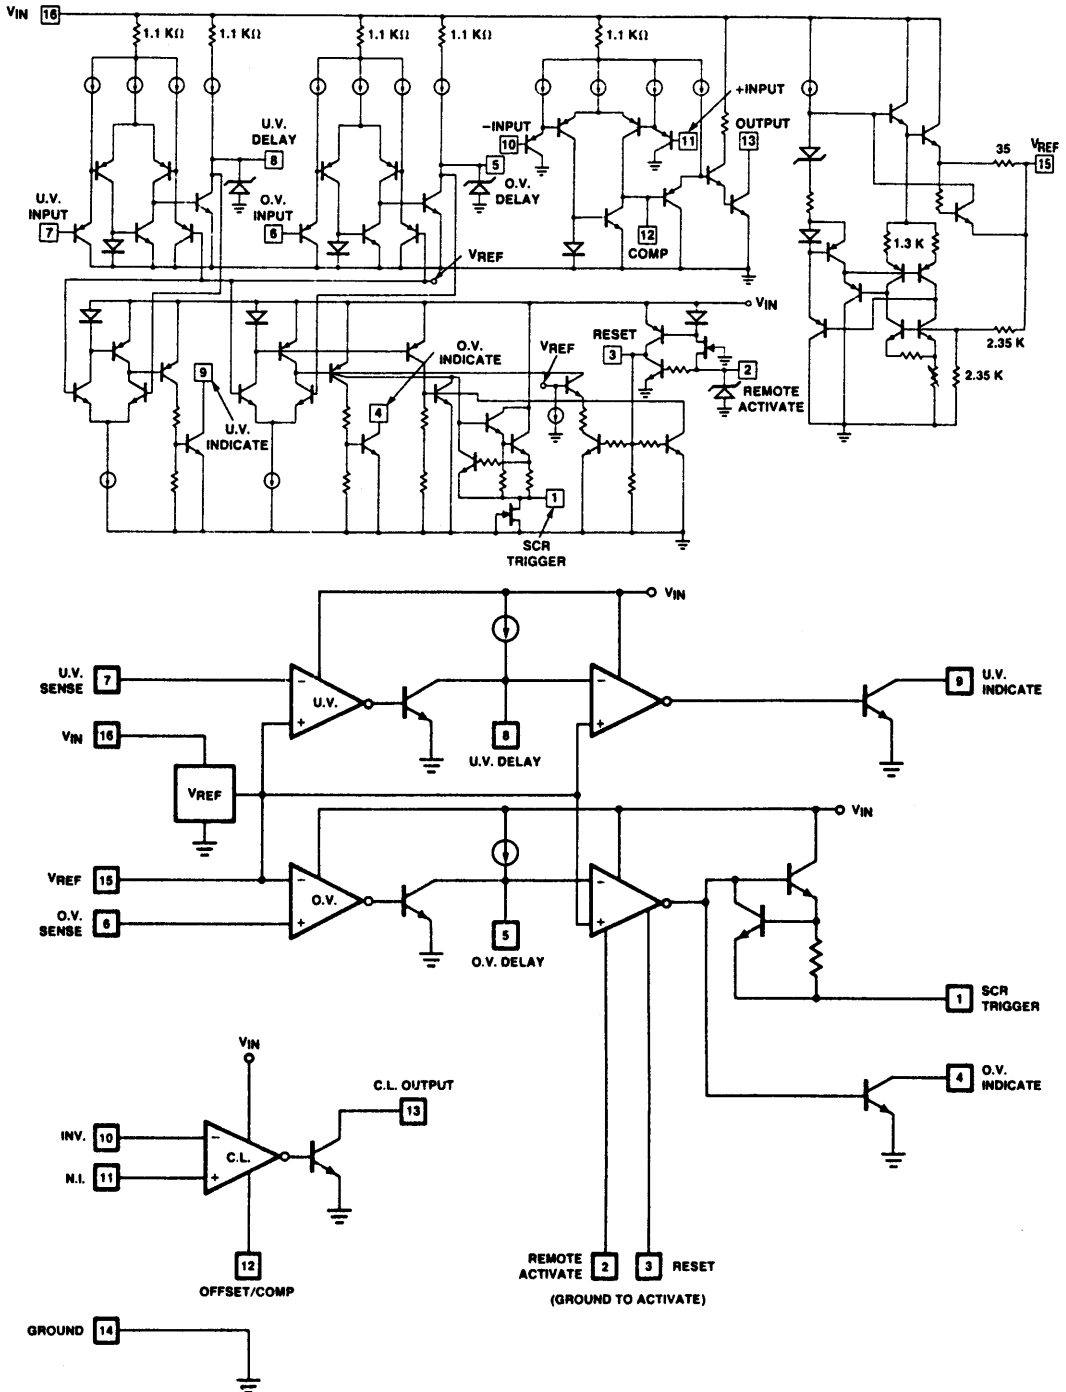 VIN 16
1.1 KΩ
1.1 KΩ
1.1 KΩ
1.1 KΩ
1.1 KΩ
+INPUT
U.V.
DELAY
8
–INPUT
10
11
OUTPUT
13
5
O.V.
DELAY
35
VREF
15
U.V.
INPUT
7
O.V.
INPUT
6
12
COMP
1.3 K
VREF
VIN
RESET
3
2.35 K
O.V.
INDICATE
VREF
9
4
2
REMOTE
ACTIVATE
2.35 K
U.V.
INDICATE
1
SCR
TRIGGER
VIN
U.V.
SENSE
7
–
U.V.
+
–
+
9
U.V.
INDICATE
VIN
16
8
U.V. DELAY
VREF
VIN
VREF
15
–
O.V.
+
–
+
O.V.
SENSE
6
5
O.V. DELAY
1
SCR
TRIGGER
VIN
C.L. OUTPUT
13
4
O.V.
INDICATE
INV.
10
–
C.L.
+
N.I.
11
12
OFFSET/COMP
REMOTE
ACTIVATE
2
3
RESET
(GROUND TO ACTIVATE)
GROUND
14